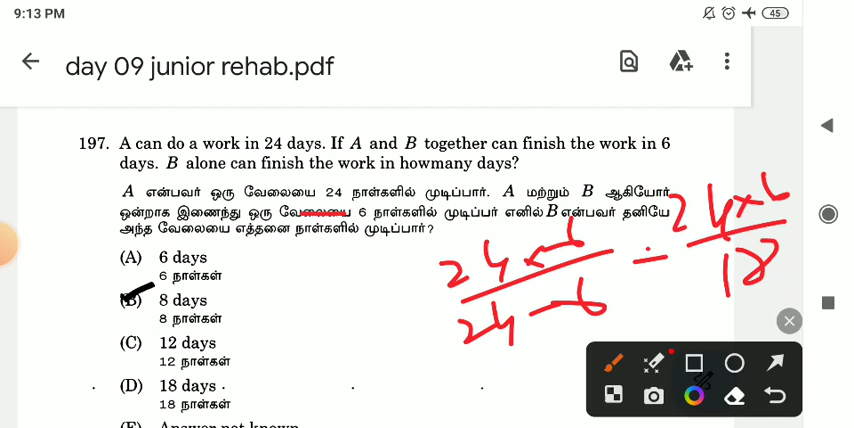 9:13 PM
45
day 09 junior rehab.pdf
197. A can do a work in 24 days. If A and B together can finish the work in 6
days. B alone can finish the work in howmany days?
A என்பவர் ஒரு வேலையை 24 நாள்களில் முடிப்பார். A மற்றும் B ஆகியோர்
ஒன்றாக இணைந்து ஒரு வேலையை 6 நாள்களில் முடிப்பர் எனில் B என்பவர் தனியே
அந்த வேலையை எத்தனை நாள்களில் முடிப்பார்?
(A) 6 days
6 நாள்கள்
(B) 8 days
8 நாள்கள்
(C) 12 days
12 நாள்கள்
(D) 18 days
18 நாள்கள்
(E) Answer not known
24 × 6
24 - 6
=
24 × 6
18